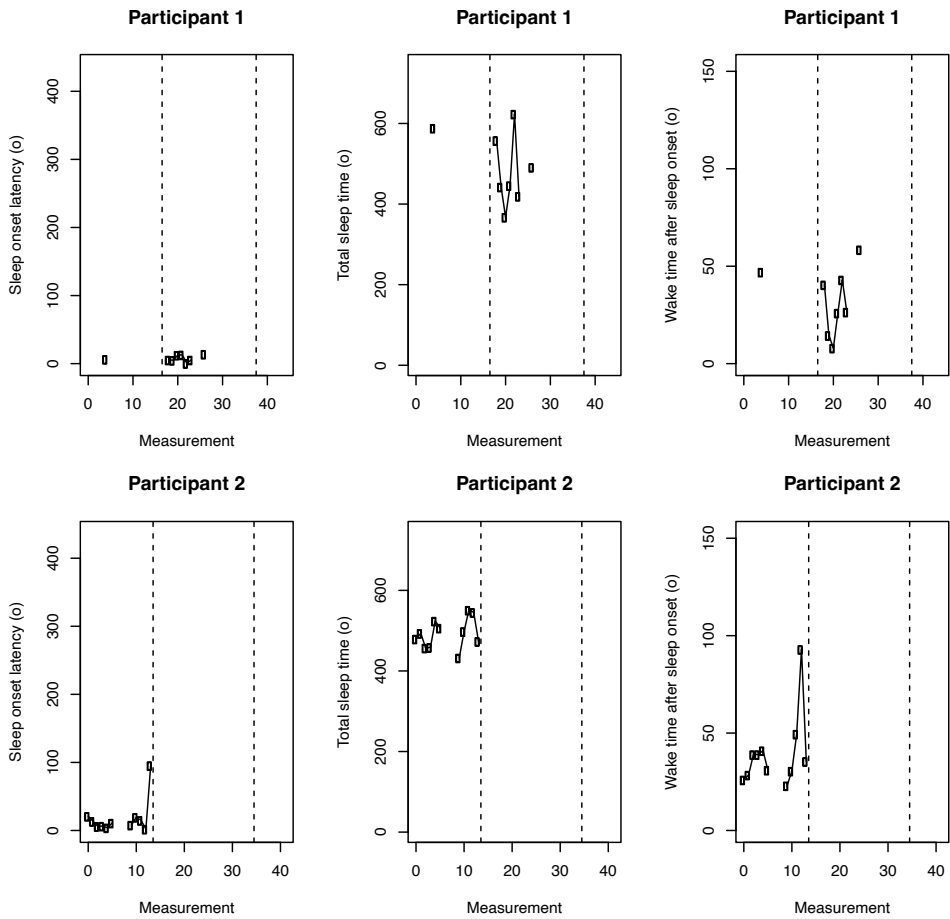 Participant 1
Participant 1
Participant 1
Sleep onset latency (o)
0 100 200 300 400
0 10 20 30 40
Measurement
Total sleep time (o)
0 200 400 600
0 10 20 30 40
Measurement
Wake time after sleep onset (o)
0 50 100 150
0 10 20 30 40
Measurement
Participant 2
Participant 2
Participant 2
Sleep onset latency (o)
0 100 200 300 400
0 10 20 30 40
Measurement
Total sleep time (o)
0 200 400 600
0 10 20 30 40
Measurement
Wake time after sleep onset (o)
0 50 100 150
0 10 20 30 40
Measurement